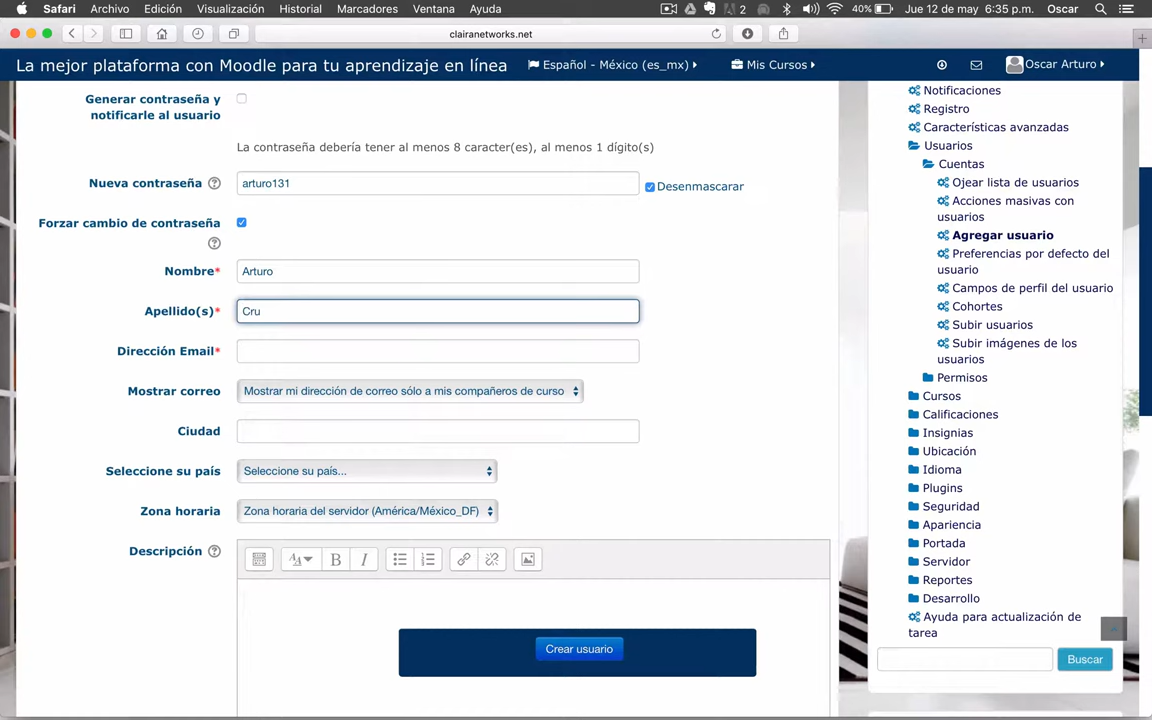 Safari Archivo Edición Visualización Historial Marcadores Ventana Ayuda 2 40% Jue 12 de may 6:35 p.m. Oscar
clairanetworks.net
La mejor plataforma con Moodle para tu aprendizaje en línea Español - México (es_mx) Mis Cursos Oscar Arturo
Generar contraseña y
notificarle al usuario
La contraseña debería tener al menos 8 caracter(es), al menos 1 dígito(s)
Nueva contraseña arturo131 Desenmascarar
Forzar cambio de contraseña
Nombre* Arturo
Apellido(s)* Cru
Dirección Email*
Mostrar correo Mostrar mi dirección de correo sólo a mis compañeros de curso
Ciudad
Seleccione su país Seleccione su país...
Zona horaria Zona horaria del servidor (América/México_DF)
Descripción
B I
Crear usuario
Notificaciones
Registro
Características avanzadas
Usuarios
Cuentas
Ojear lista de usuarios
Acciones masivas con
usuarios
Agregar usuario
Preferencias por defecto del
usuario
Campos de perfil del usuario
Cohortes
Subir usuarios
Subir imágenes de los
usuarios
Permisos
Cursos
Calificaciones
Insignias
Ubicación
Idioma
Plugins
Seguridad
Apariencia
Portada
Servidor
Reportes
Desarrollo
Ayuda para actualización de
tarea
Buscar